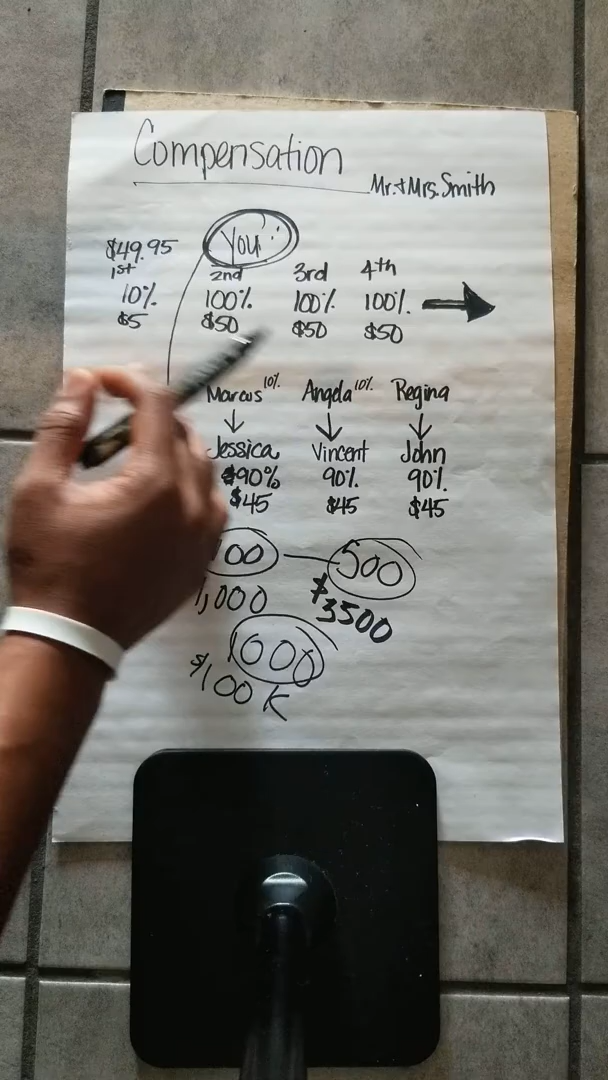 Compensation
Mr. + Mrs. Smith
You
$49.95
1st 2nd 3rd 4th
10% 100% 100% 100%
$5 $50 $50 $50
Marcus 10% Angela 10% Regina
Jessica Vincent John
$90% 90% 90%
$45 $45 $45
500
$3500
1000
$100 K